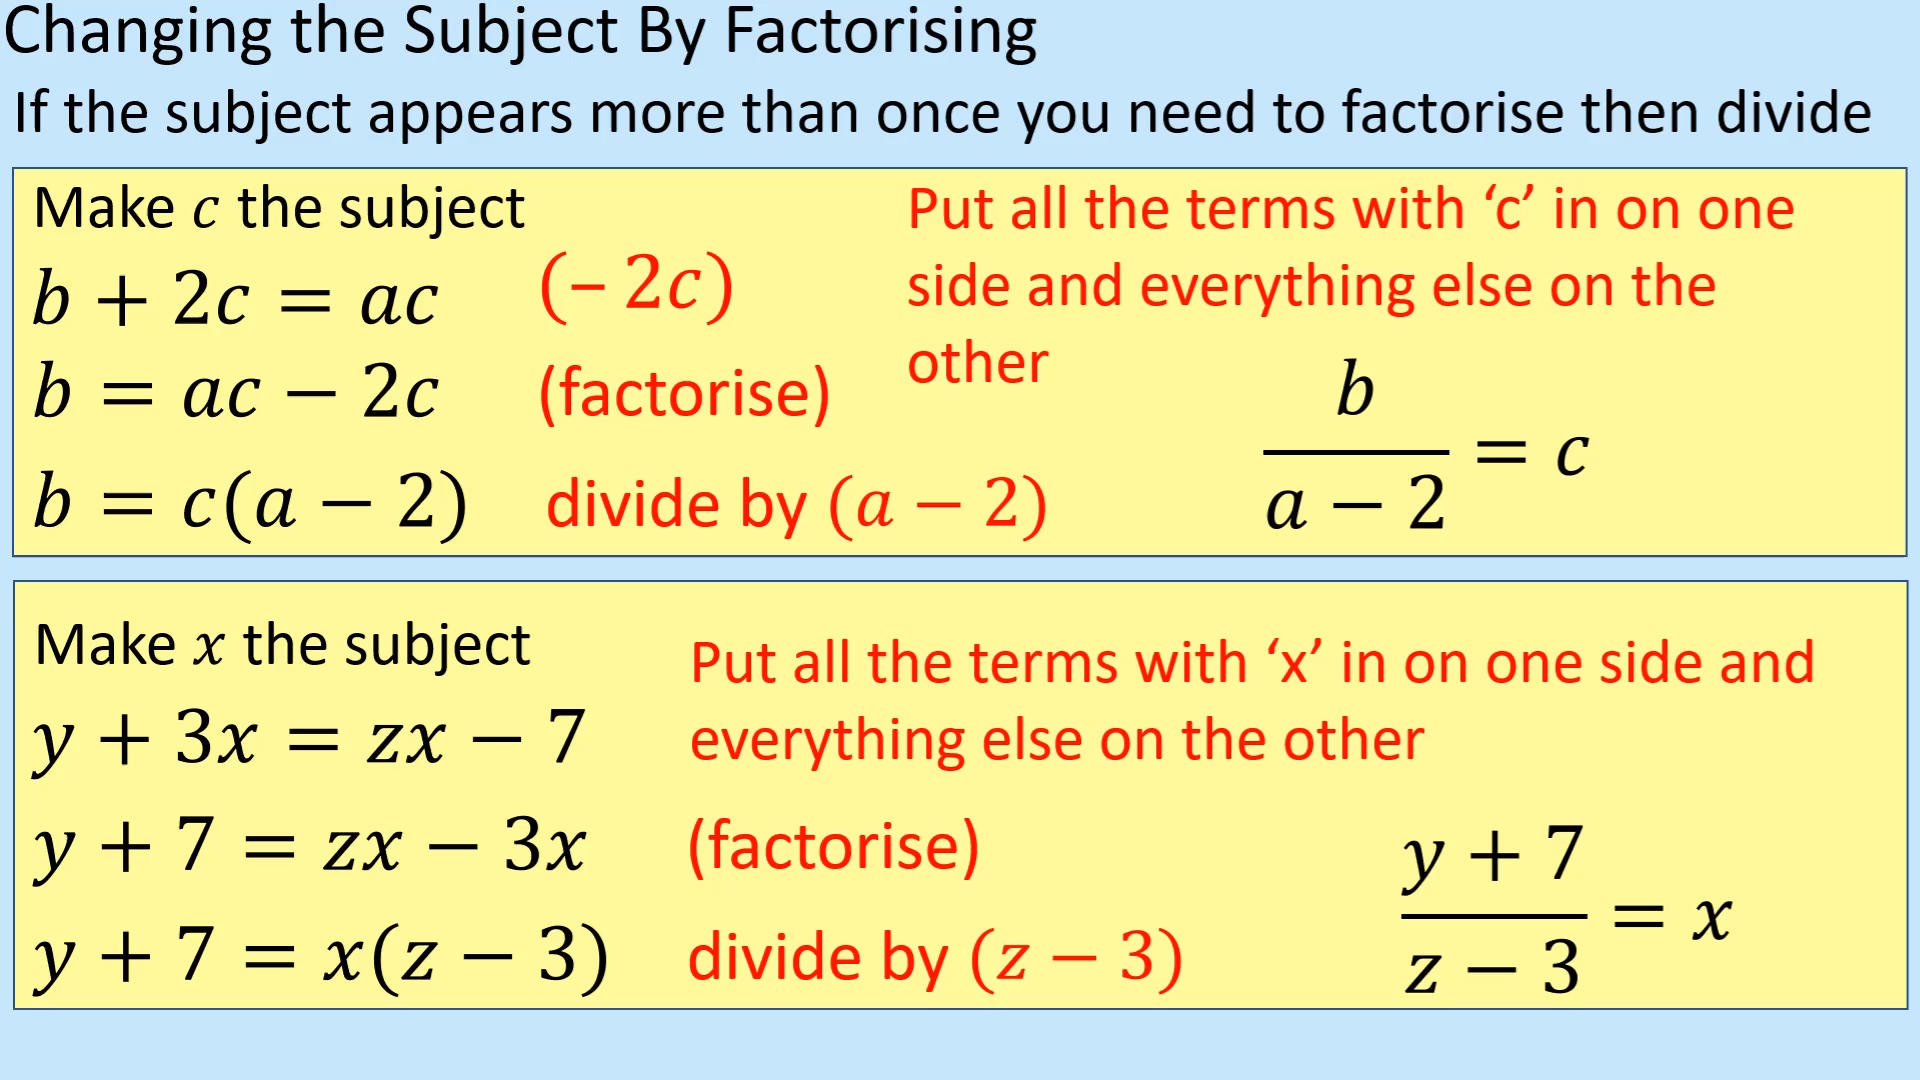 Changing the Subject By Factorising
If the subject appears more than once you need to factorise then divide
Make c the subject
b + 2c = ac
(− 2c)
b = ac − 2c
(factorise)
b = c(a − 2)
divide by (a − 2)
Put all the terms with ‘c’ in on one
side and everything else on the
other
b
a − 2
= c
Make x the subject
y + 3x = zx − 7
Put all the terms with ‘x’ in on one side and
everything else on the other
y + 7 = zx − 3x
(factorise)
y + 7 = x(z − 3)
divide by (z − 3)
y + 7
z − 3
= x